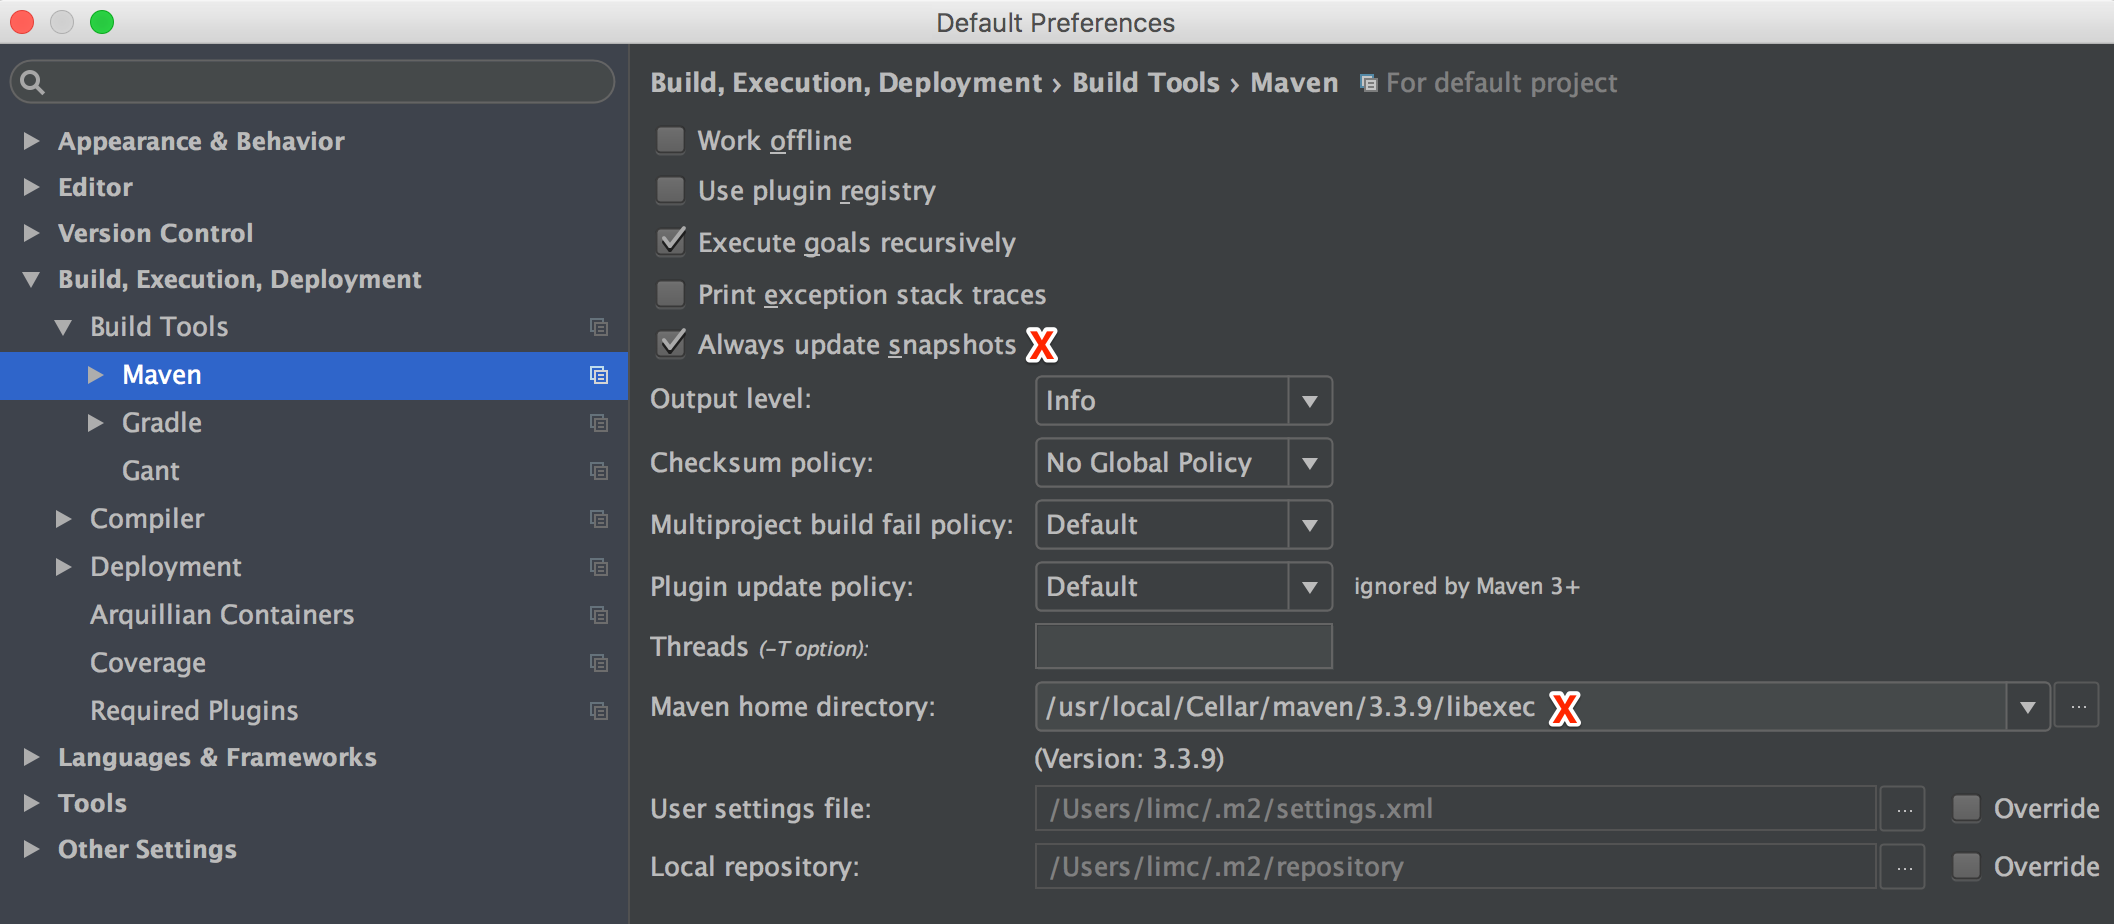 Default Preferences
Appearance & Behavior
Editor
Version Control
Build, Execution, Deployment
Build Tools
Maven
Gradle
Gant
Compiler
Deployment
Arquillian Containers
Coverage
Required Plugins
Languages & Frameworks
Tools
Other Settings
Build, Execution, Deployment › Build Tools › Maven For default project
Work offline
Use plugin registry
Execute goals recursively
Print exception stack traces
Always update snapshots X
Output level: Info
Checksum policy: No Global Policy
Multiproject build fail policy: Default
Plugin update policy: Default ignored by Maven 3+
Threads (-T option):
Maven home directory: /usr/local/Cellar/maven/3.3.9/libexec X ...
(Version: 3.3.9)
User settings file: /Users/limc/.m2/settings.xml ... Override
Local repository: /Users/limc/.m2/repository ... Override